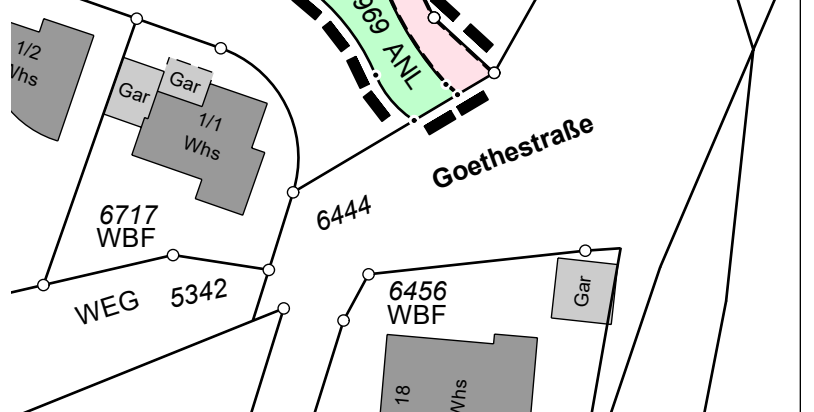 969 ANL
1/2
Whs
Gar
Gar
1/1
Whs
Goethestraße
6717
WBF
6444
WEG 5342
6456
WBF
Gar
18
Whs